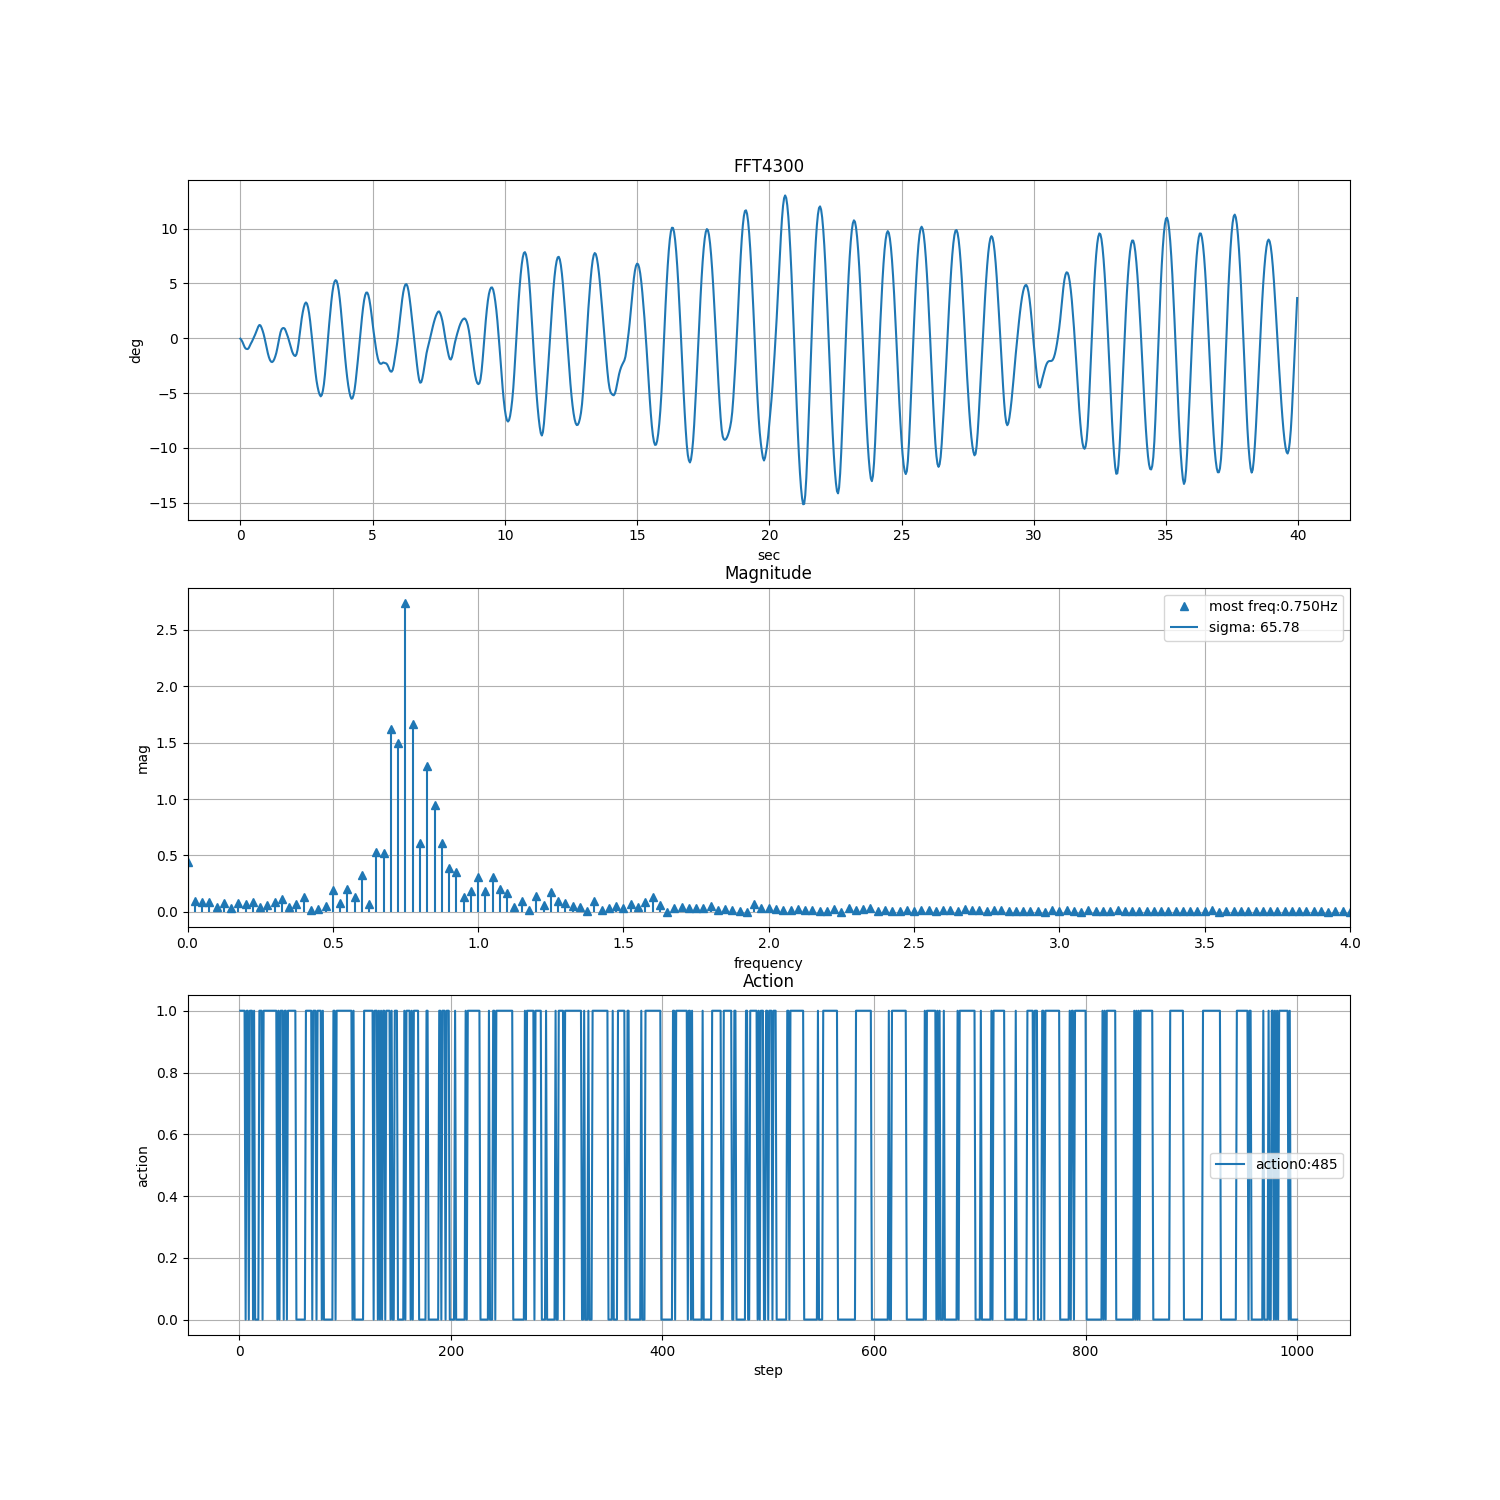 FFT4300
deg
10
5
0
−5
−10
−15
0 5 10 15 20 25 30 35 40
sec
Magnitude
most freq:0.750Hz
sigma: 65.78
mag
2.5
2.0
1.5
1.0
0.5
0.0
0.0 0.5 1.0 1.5 2.0 2.5 3.0 3.5 4.0
frequency
Action
action
1.0
0.8
0.6
0.4
0.2
0.0
action0:485
0 200 400 600 800 1000
step